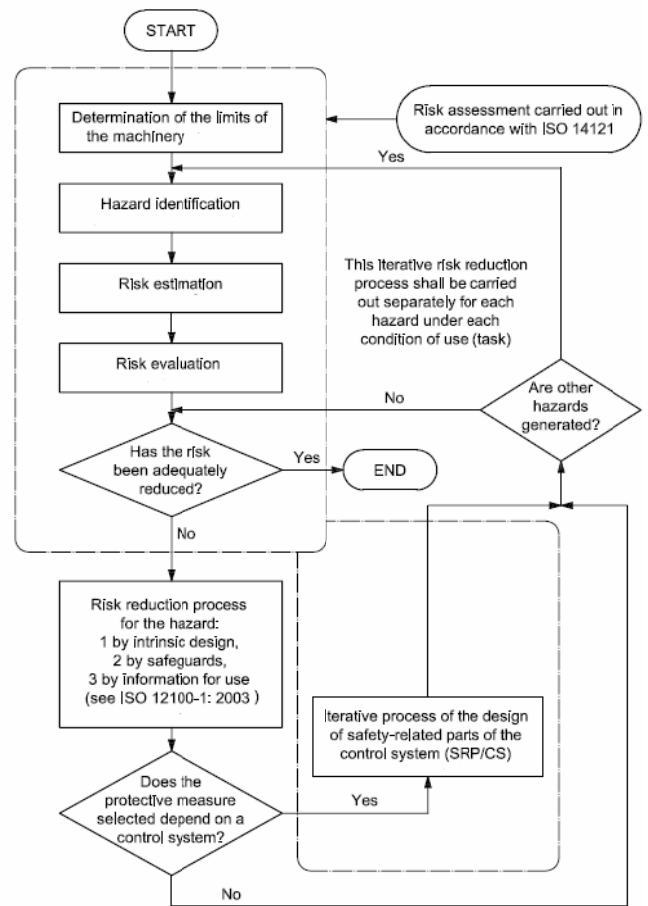 START
Determination of the limits of
the machinery
Risk assessment carried out in
accordance with ISO 14121
Yes
Hazard identification
This iterative risk reduction
process shall be carried
out separately for each
hazard under each
condition of use (task)
Risk estimation
Risk evaluation
No
Are other
hazards
generated?
Has the risk
been adequately
reduced?
Yes
END
No
Risk reduction process
for the hazard:
1 by intrinsic design,
2 by safeguards,
3 by information for use
(see ISO 12100-1: 2003 )
Iterative process of the design
of safety-related parts of the
control system (SRP/CS)
Does the
protective measure
selected depend on a
control system?
Yes
No